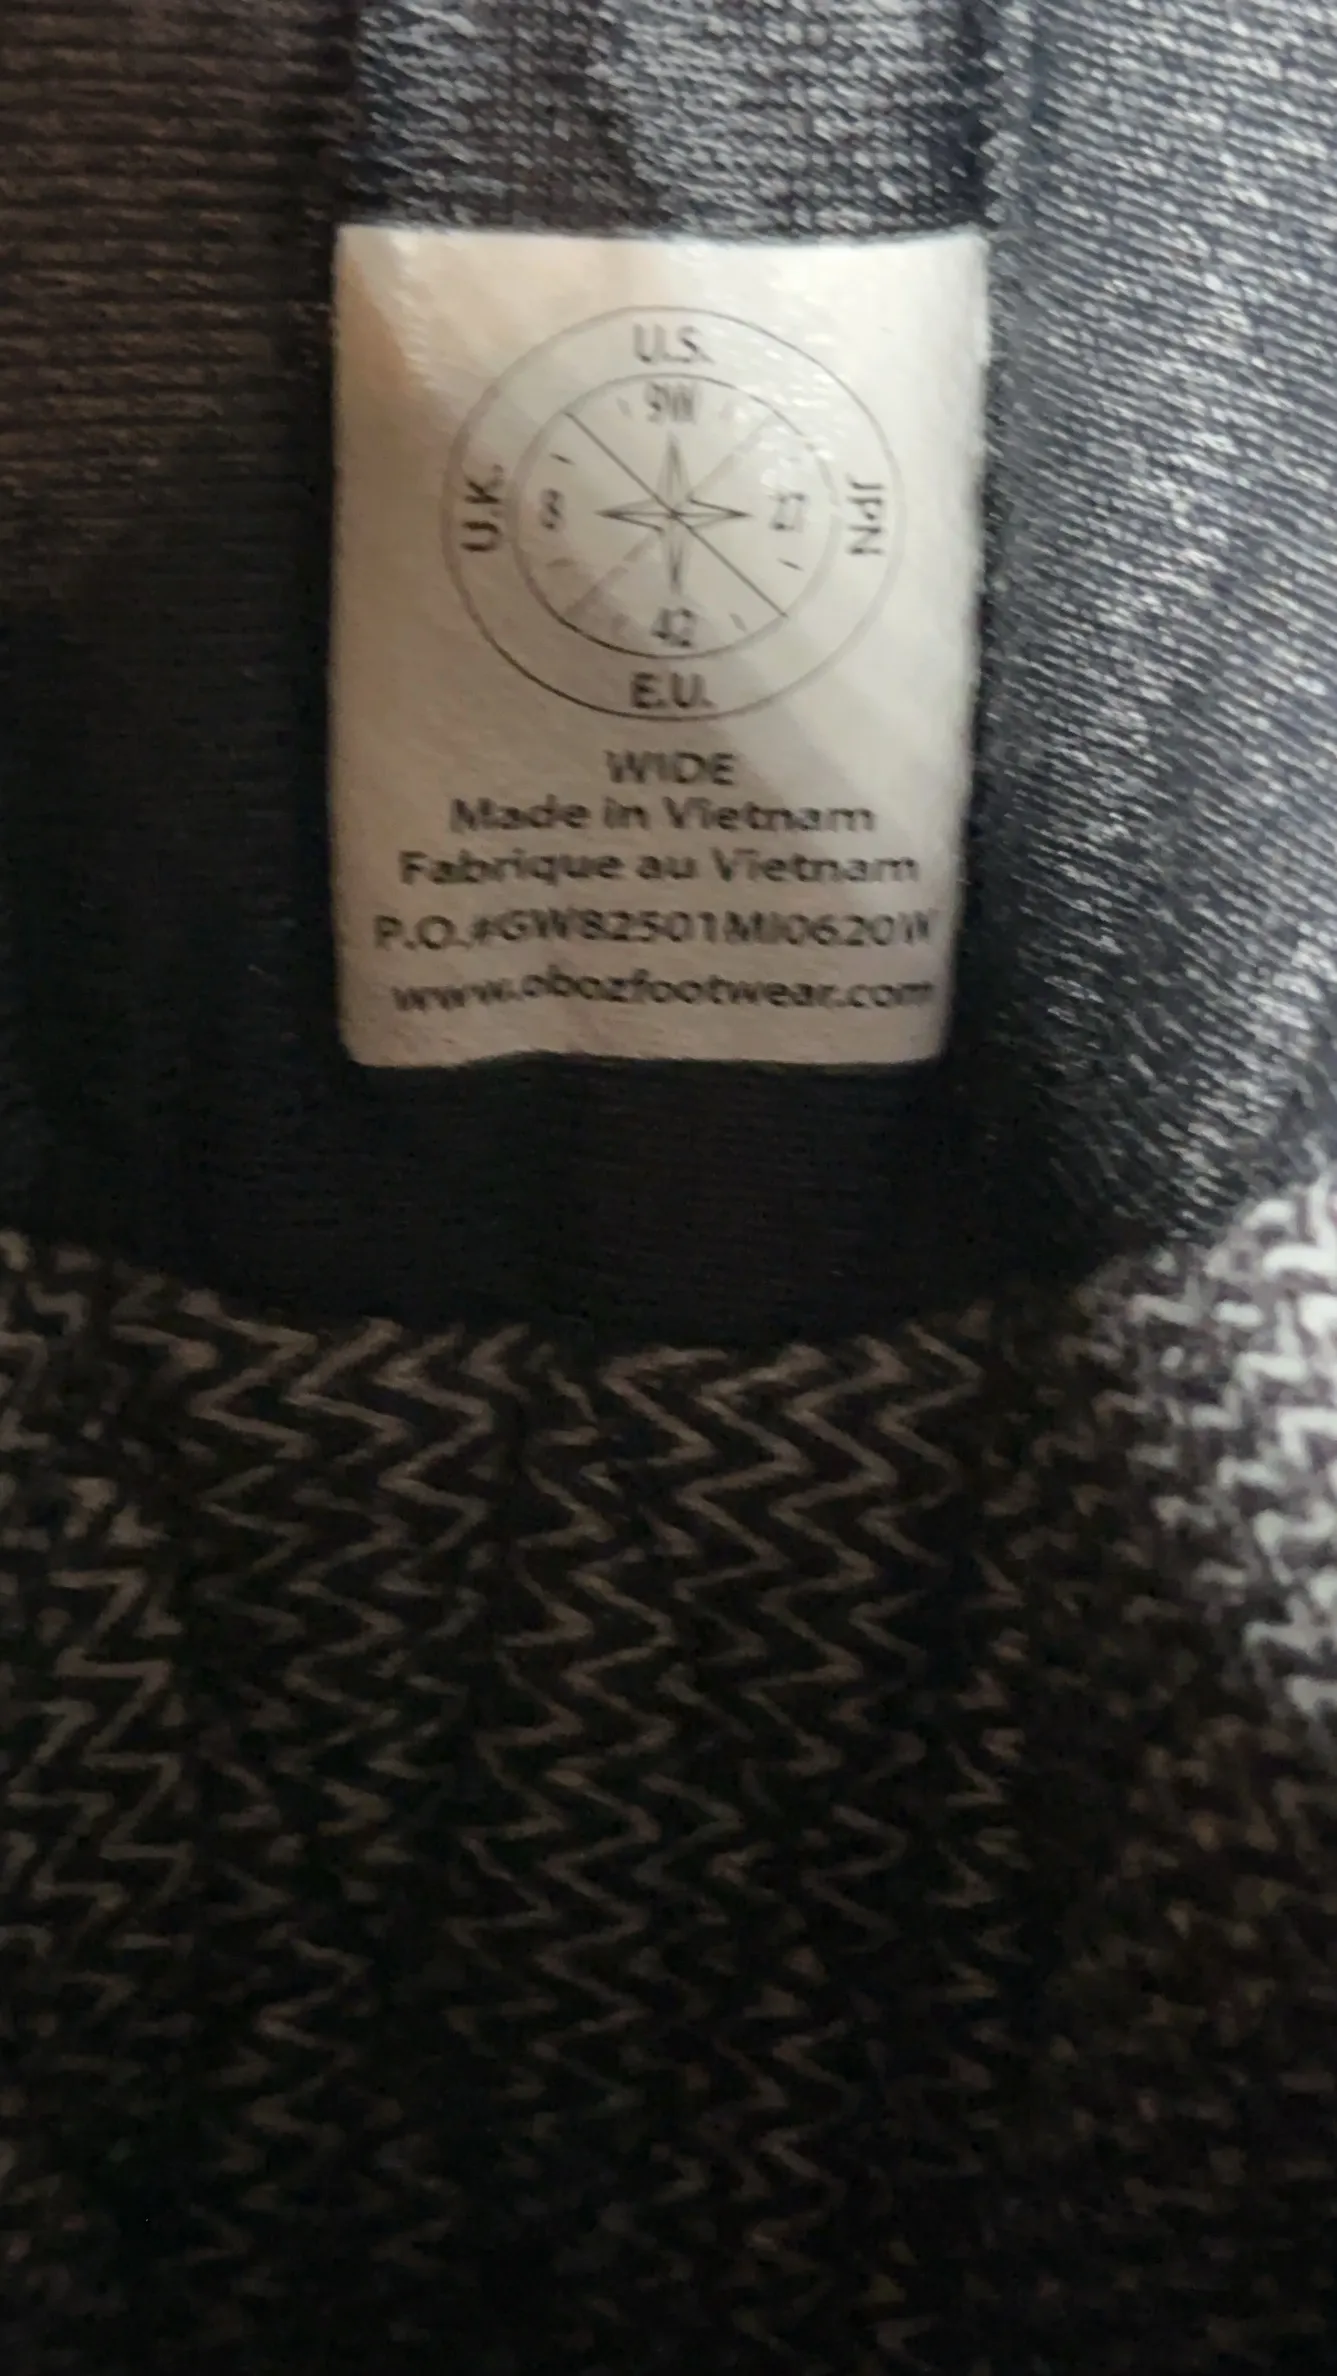 U.S.
9W
U.K.
8
27
JPN
42
E.U.
WIDE
Made in Vietnam
Fabrique au Vietnam
P.O.#GW82501MI0620W
www.obozfootwear.com